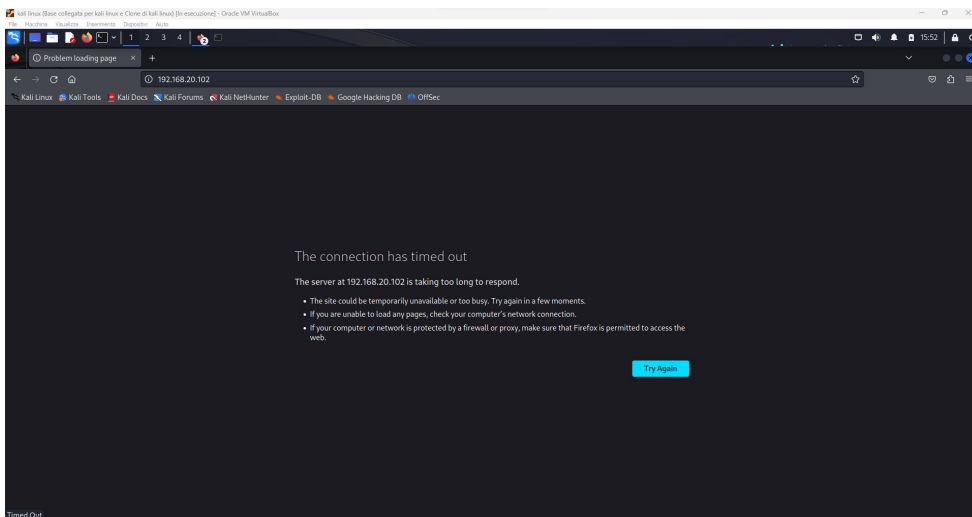 kali linux (Base collegata per kali linux e Clone di kali linux) [In esecuzione] - Oracle VM VirtualBox
File Macchina Visualizza Inserimento Dispositivi Aiuto
1 2 3 4 2 15:52
Problem loading page
192.168.20.102
Kali Linux Kali Tools Kali Docs Kali Forums Kali NetHunter Exploit-DB Google Hacking DB OffSec
The connection has timed out
The server at 192.168.20.102 is taking too long to respond.
• The site could be temporarily unavailable or too busy. Try again in a few moments.
• If you are unable to load any pages, check your computer's network connection.
• If your computer or network is protected by a firewall or proxy, make sure that Firefox is permitted to access the
web.
Try Again
Timed Out